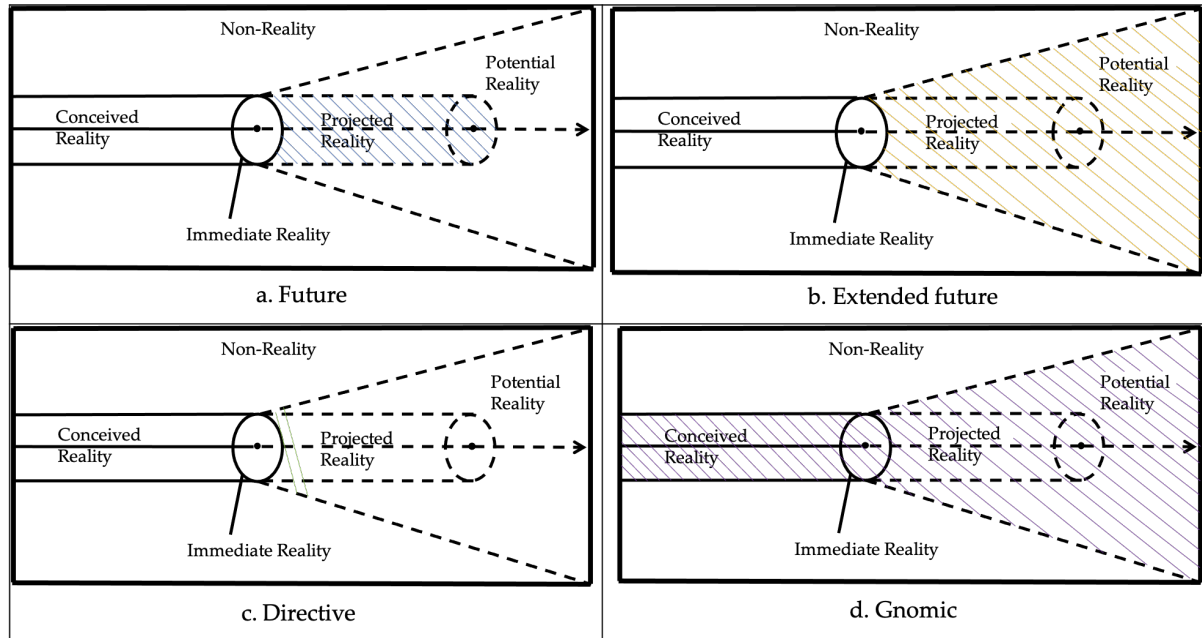 Non-Reality
Potential
Reality
Conceived
Reality
Projected
Reality
Immediate Reality
a. Future
Non-Reality
Potential
Reality
Conceived
Reality
Projected
Reality
Immediate Reality
b. Extended future
Non-Reality
Potential
Reality
Conceived
Reality
Projected
Reality
Immediate Reality
c. Directive
Non-Reality
Potential
Reality
Conceived
Reality
Projected
Reality
Immediate Reality
d. Gnomic